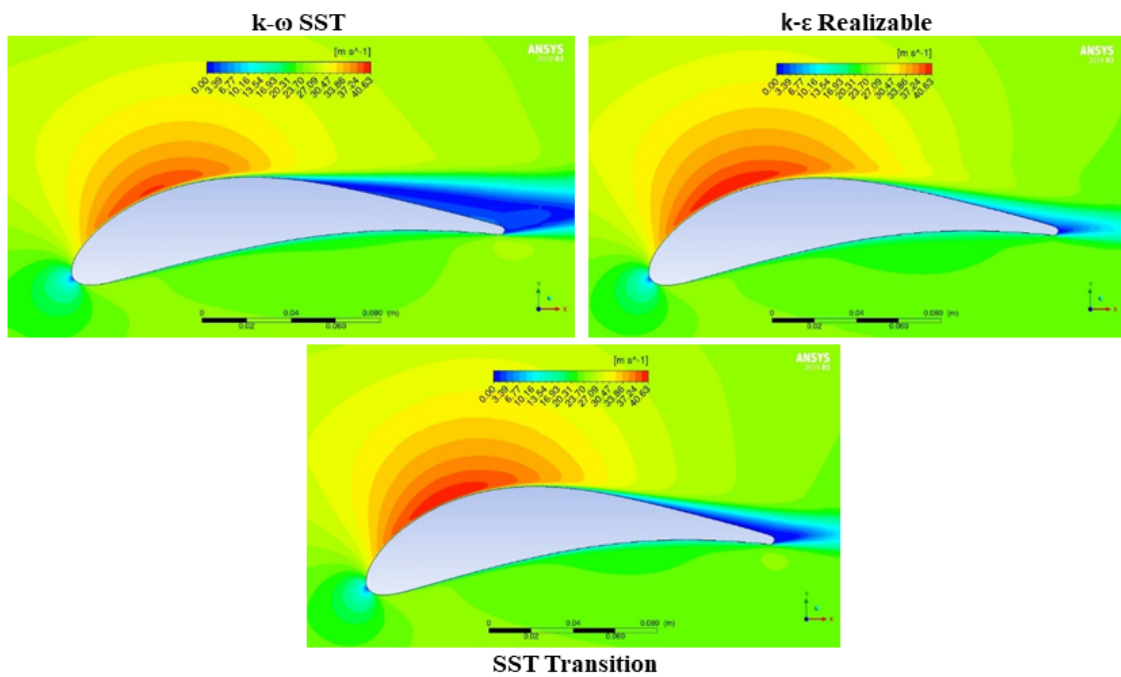 k-ω SST
k-ε Realizable
[m s^-1]
ANSYS
2019 R3
0.00 3.39 6.77 10.16 13.54 16.93 20.31 23.70 27.09 30.47 33.86 37.24 40.63
0 0.04 0.080 (m)
0.02 0.060
Y
X
[m s^-1]
ANSYS
2019 R3
0.00 3.39 6.77 10.16 13.54 16.93 20.31 23.70 27.09 30.47 33.86 37.24 40.63
0 0.04 0.080 (m)
0.02 0.060
Y
X
[m s^-1]
ANSYS
2019 R3
0.00 3.39 6.77 10.16 13.54 16.93 20.31 23.70 27.09 30.47 33.86 37.24 40.63
0 0.04 0.080 (m)
0.02 0.060
Y
X
SST Transition